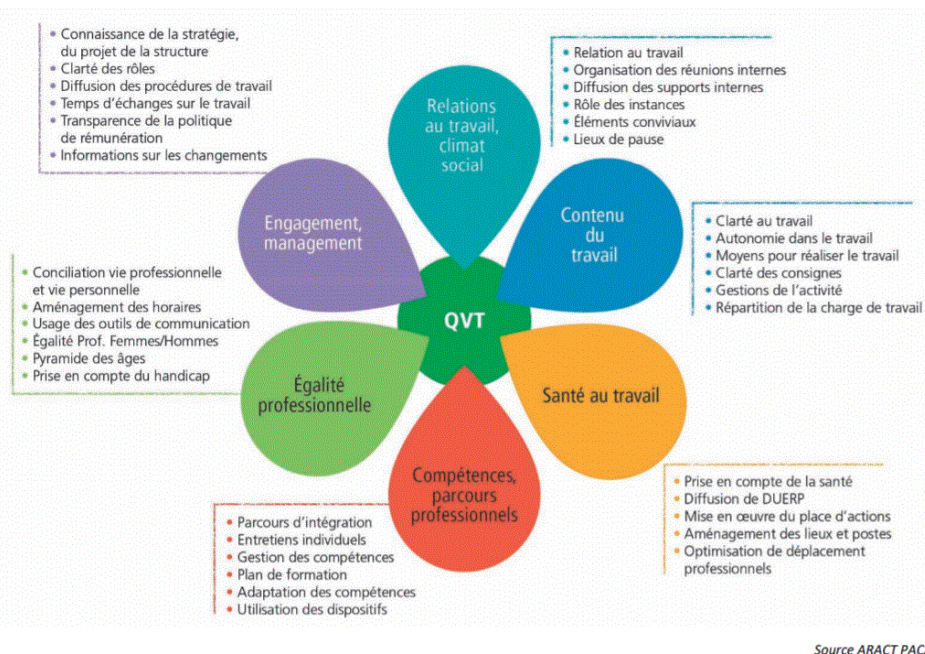 • Connaissance de la stratégie,
du projet de la structure
• Clarté des rôles
• Diffusion des procédures de travail
• Temps d'échanges sur le travail
• Transparence de la politique
de rémunération
• Informations sur les changements
Relations
au travail,
climat
social
• Relation au travail
• Organisation des réunions internes
• Diffusion des supports internes
• Rôle des instances
• Éléments conviviaux
• Lieux de pause
Engagement,
management
Contenu
du
travail
• Clarté au travail
• Autonomie dans le travail
• Moyens pour réaliser le travail
• Clarté des consignes
• Gestions de l'activité
• Répartition de la charge de travail
• Conciliation vie professionnelle
et vie personnelle
• Aménagement des horaires
• Usage des outils de communication
• Égalité Prof. Femmes/Hommes
• Pyramide des âges
• Prise en compte du handicap
QVT
Égalité
professionnelle
Santé au travail
Compétences,
parcours
professionnels
• Prise en compte de la santé
• Diffusion de DUERP
• Mise en œuvre du place d'actions
• Aménagement des lieux et postes
• Optimisation de déplacement
professionnels
• Parcours d'intégration
• Entretiens individuels
• Gestion des compétences
• Plan de formation
• Adaptation des compétences
• Utilisation des dispositifs
Source ARACT PAC